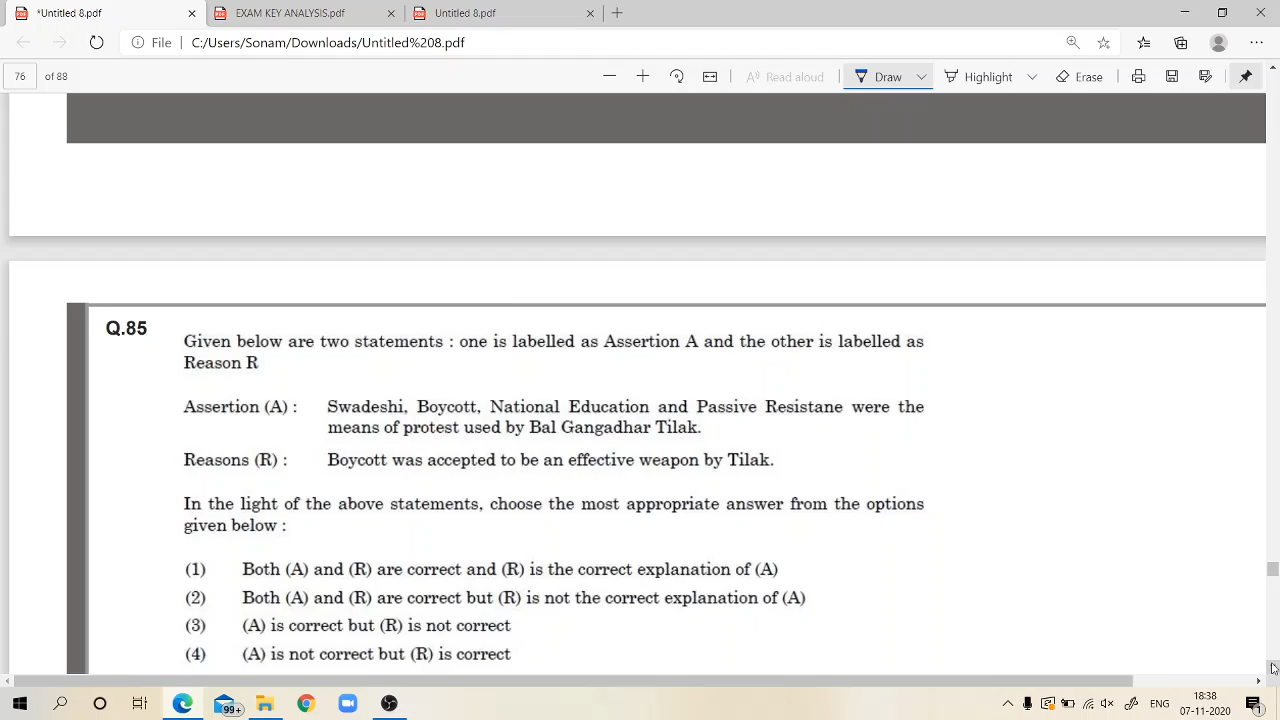 *Untitled 8.pdf
EXAM KEY ANALYSIS.pdf
Untitled 8.pdf
File C:/Users/Sonam/Downloads/Untitled%208.pdf
76 of 88
Read aloud
Draw
Highlight
Erase
Q.85
Given below are two statements : one is labelled as Assertion A and the other is labelled as
Reason R
Assertion (A) : Swadeshi, Boycott, National Education and Passive Resistane were the
means of protest used by Bal Gangadhar Tilak.
Reasons (R) : Boycott was accepted to be an effective weapon by Tilak.
In the light of the above statements, choose the most appropriate answer from the options
given below :
(1) Both (A) and (R) are correct and (R) is the correct explanation of (A)
(2) Both (A) and (R) are correct but (R) is not the correct explanation of (A)
(3) (A) is correct but (R) is not correct
(4) (A) is not correct but (R) is correct
99+
ENG
18:38
07-11-2020
1